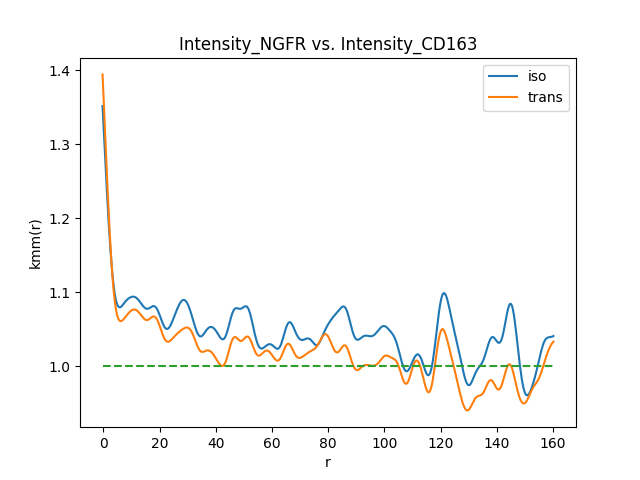 Intensity_NGFR vs. Intensity_CD163
iso
trans
1.4
1.3
1.2
1.1
1.0
kmm(r)
0 20 40 60 80 100 120 140 160
r